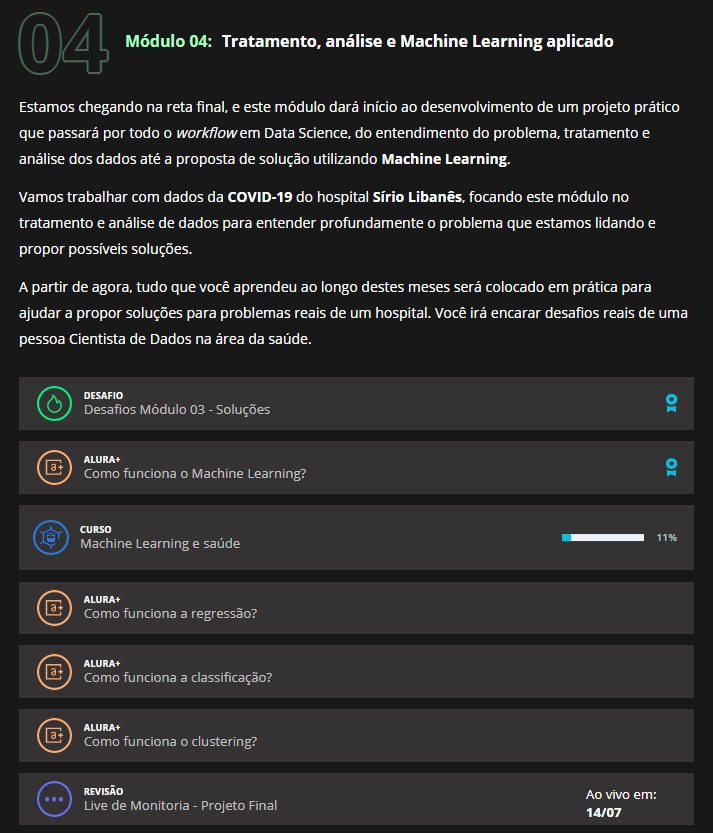 04
Módulo 04: Tratamento, análise e Machine Learning aplicado
Estamos chegando na reta final, e este módulo dará início ao desenvolvimento de um projeto prático
que passará por todo o workflow em Data Science, do entendimento do problema, tratamento e
análise dos dados até a proposta de solução utilizando Machine Learning.
Vamos trabalhar com dados da COVID-19 do hospital Sírio Libanês, focando este módulo no
tratamento e análise de dados para entender profundamente o problema que estamos lidando e
propor possíveis soluções.
A partir de agora, tudo que você aprendeu ao longo destes meses será colocado em prática para
ajudar a propor soluções para problemas reais de um hospital. Você irá encarar desafios reais de uma
pessoa Cientista de Dados na área da saúde.
DESAFIO
Desafios Módulo 03 - Soluções
a+
ALURA+
Como funciona o Machine Learning?
CURSO
Machine Learning e saúde
11%
a+
ALURA+
Como funciona a regressão?
a+
ALURA+
Como funciona a classificação?
a+
ALURA+
Como funciona o clustering?
REVISÃO
Live de Monitoria - Projeto Final
Ao vivo em:
14/07